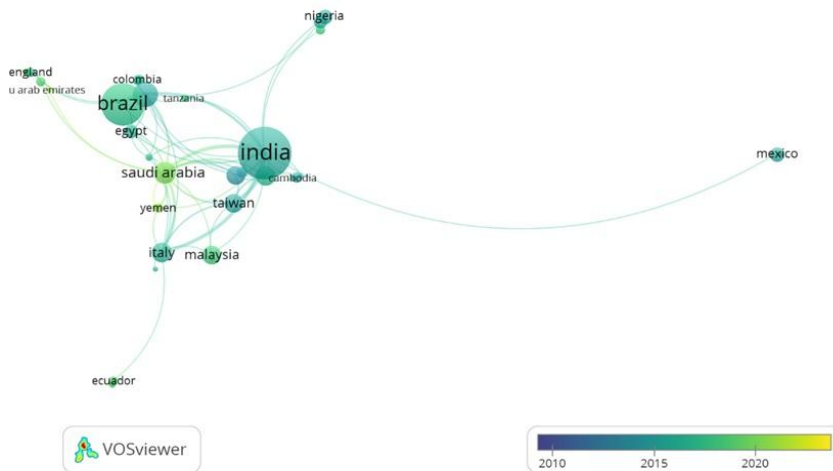 nigeria
england
colombia
u arab emirates
tanzania
brazil
egypt
india
mexico
saudi arabia
cambodia
yemen
taiwan
italy
malaysia
ecuador
VOSviewer
2010
2015
2020